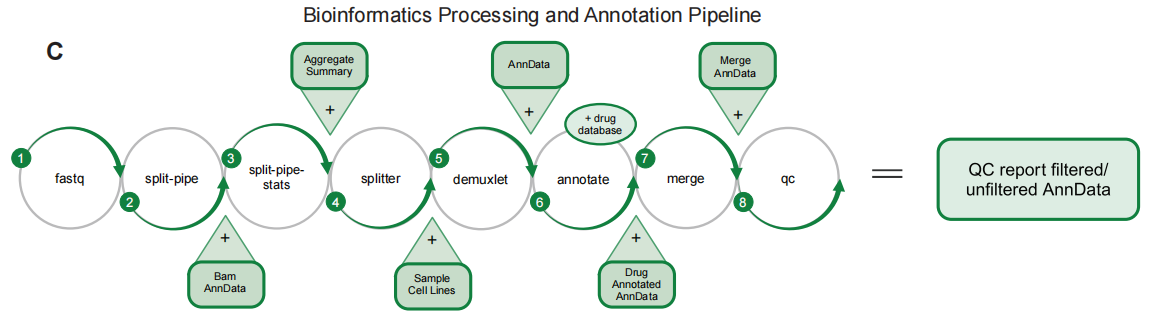 Bioinformatics Processing and Annotation Pipeline
C
Aggregate
Summary
+
AnnData
+
+ drug
database
Merge
AnnData
+
1
fastq
2
split-pipe
3
split-pipe-
stats
4
splitter
5
demuxlet
6
annotate
7
merge
8
qc
=
QC report filtered/
unfiltered AnnData
+
Bam
AnnData
+
Sample
Cell Lines
+
Drug
Annotated
AnnData